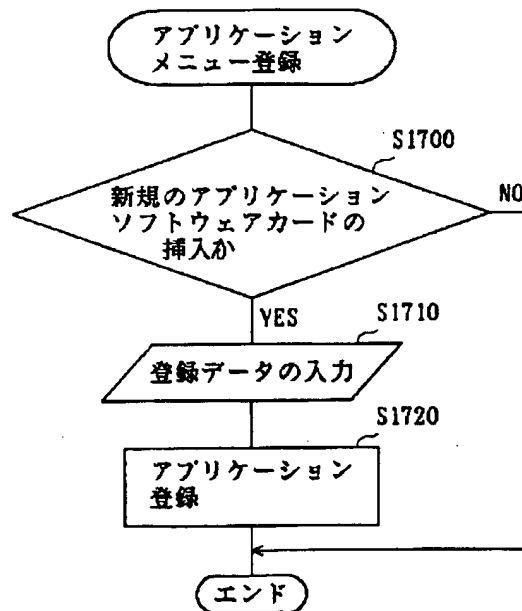 アプリケーション
メニュー登録
S1700
新規のアプリケーション
ソフトウェアカードの
挿入か
NO
YES
S1710
登録データの入力
S1720
アプリケーション
登録
エンド